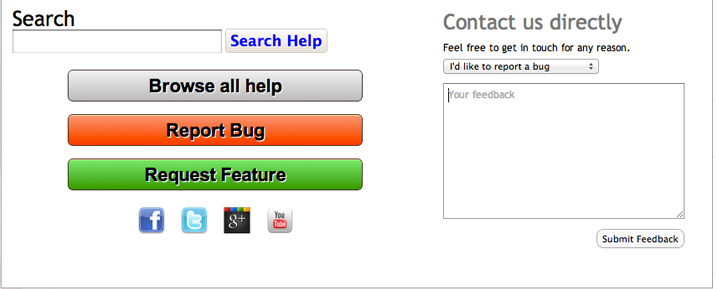 Search
Search Help
Browse all help
Report Bug
Request Feature
f
t
g+
You
Tube
Contact us directly
Feel free to get in touch for any reason.
I'd like to report a bug
Your feedback
Submit Feedback